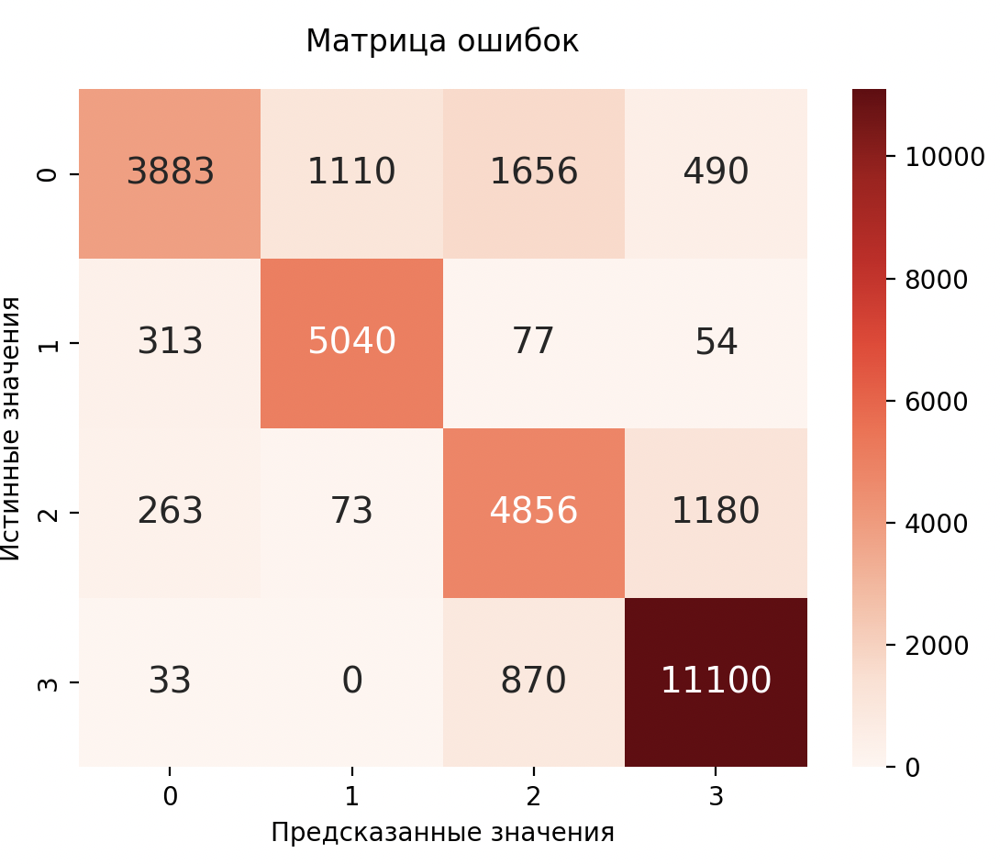 Матрица ошибок
3883 1110 1656 490
313 5040 77 54
263 73 4856 1180
33 0 870 11100
0
1
2
3
Истинные значения
0 1 2 3
Предсказанные значения
10000
8000
6000
4000
2000
0